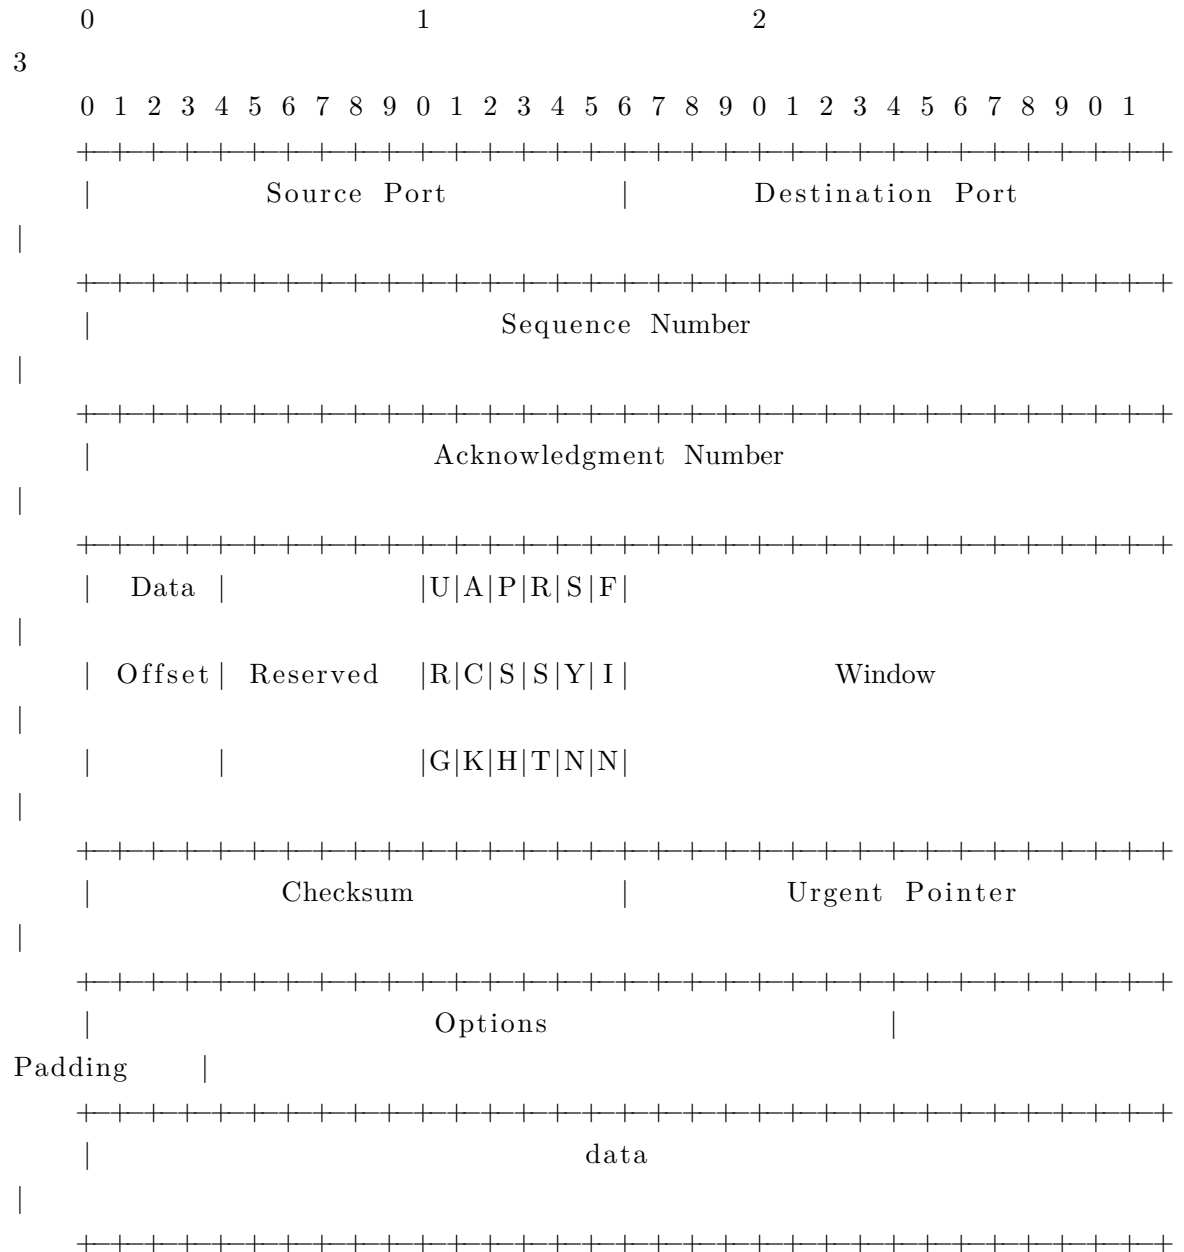 0 1 2
3
0 1 2 3 4 5 6 7 8 9 0 1 2 3 4 5 6 7 8 9 0 1 2 3 4 5 6 7 8 9 0 1
+-+-+-+-+-+-+-+-+-+-+-+-+-+-+-+-+-+-+-+-+-+-+-+-+-+-+-+-+-+-+-+-+
| Source Port | Destination Port
|
+-+-+-+-+-+-+-+-+-+-+-+-+-+-+-+-+-+-+-+-+-+-+-+-+-+-+-+-+-+-+-+-+
| Sequence Number
|
+-+-+-+-+-+-+-+-+-+-+-+-+-+-+-+-+-+-+-+-+-+-+-+-+-+-+-+-+-+-+-+-+
| Acknowledgment Number
|
+-+-+-+-+-+-+-+-+-+-+-+-+-+-+-+-+-+-+-+-+-+-+-+-+-+-+-+-+-+-+-+-+
| Data | |U|A|P|R|S|F|
|
| Offset| Reserved |R|C|S|S|Y|I| Window
|
| | |G|K|H|T|N|N|
|
+-+-+-+-+-+-+-+-+-+-+-+-+-+-+-+-+-+-+-+-+-+-+-+-+-+-+-+-+-+-+-+-+
| Checksum | Urgent Pointer
|
+-+-+-+-+-+-+-+-+-+-+-+-+-+-+-+-+-+-+-+-+-+-+-+-+-+-+-+-+-+-+-+-+
| Options |
Padding |
+-+-+-+-+-+-+-+-+-+-+-+-+-+-+-+-+-+-+-+-+-+-+-+-+-+-+-+-+-+-+-+-+
| data
|
+-+-+-+-+-+-+-+-+-+-+-+-+-+-+-+-+-+-+-+-+-+-+-+-+-+-+-+-+-+-+-+-+